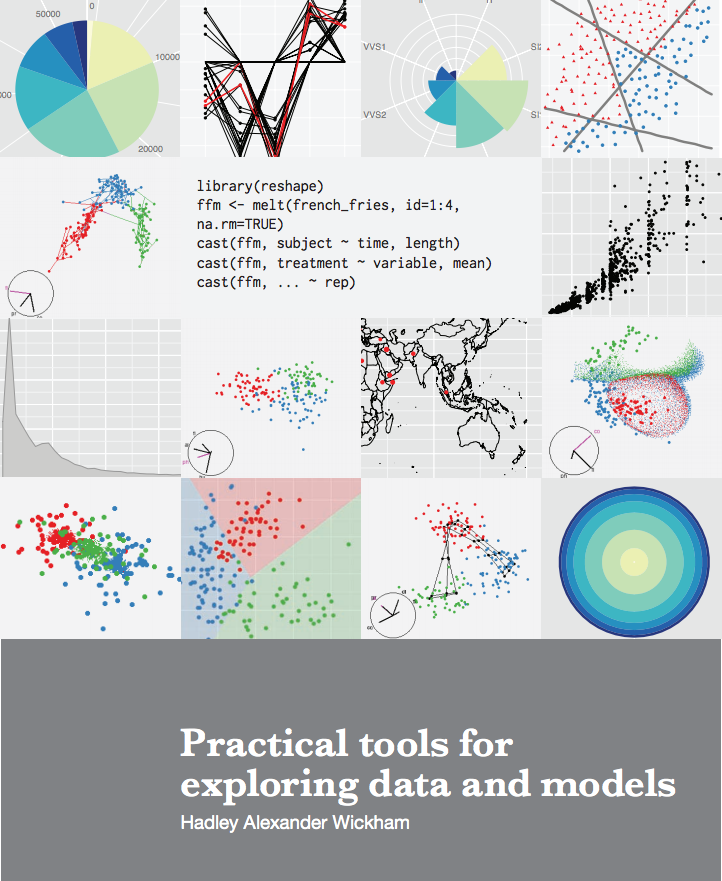 0
50000
10000
000
20000
VVS1
VVS2
SI2
library(reshape)
ffm <- melt(french_fries, id=1:4,
na.rm=TRUE)
cast(ffm, subject ~ time, length)
cast(ffm, treatment ~ variable, mean)
cast(ffm, ... ~ rep)
Practical tools for
exploring data and models
Hadley Alexander Wickham